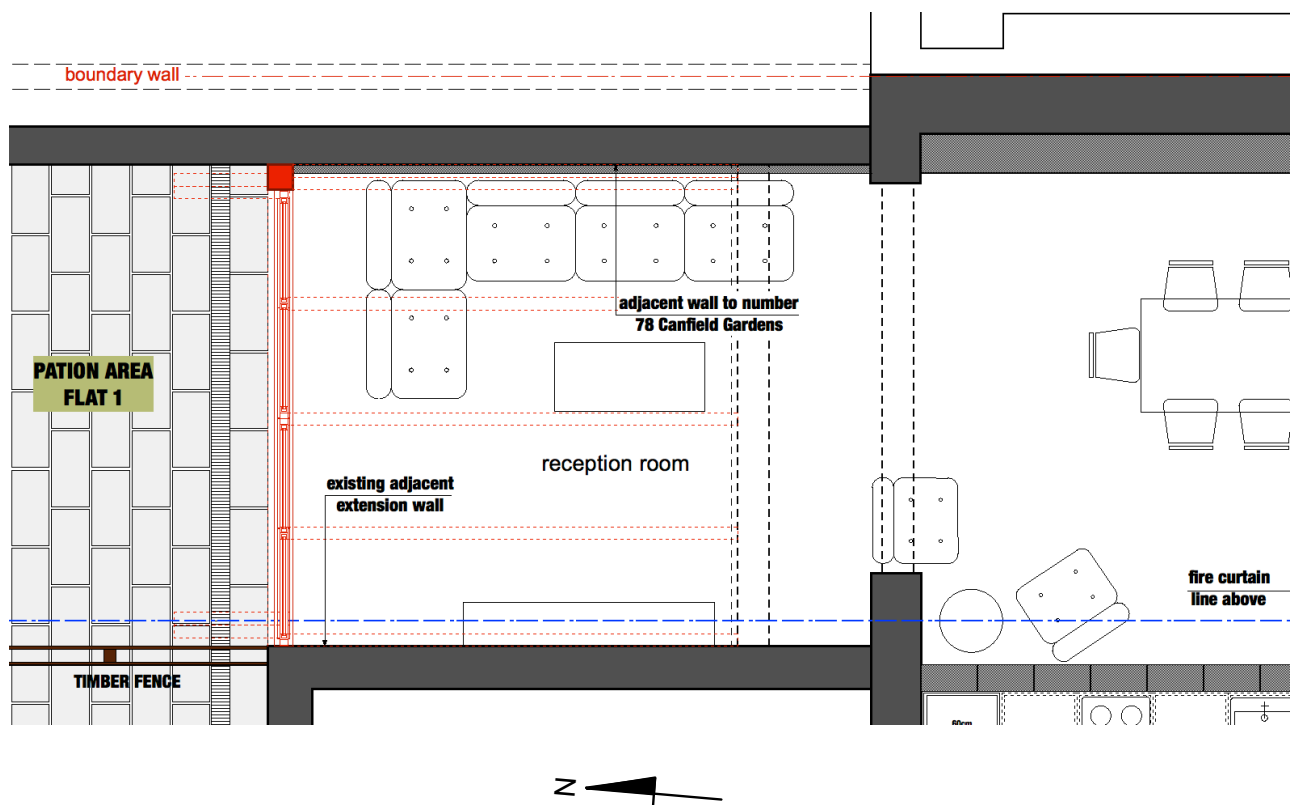 boundary wall
adjacent wall to number
78 Canfield Gardens
PATION AREA
FLAT 1
reception room
existing adjacent
extension wall
fire curtain
line above
TIMBER FENCE
60cm
N